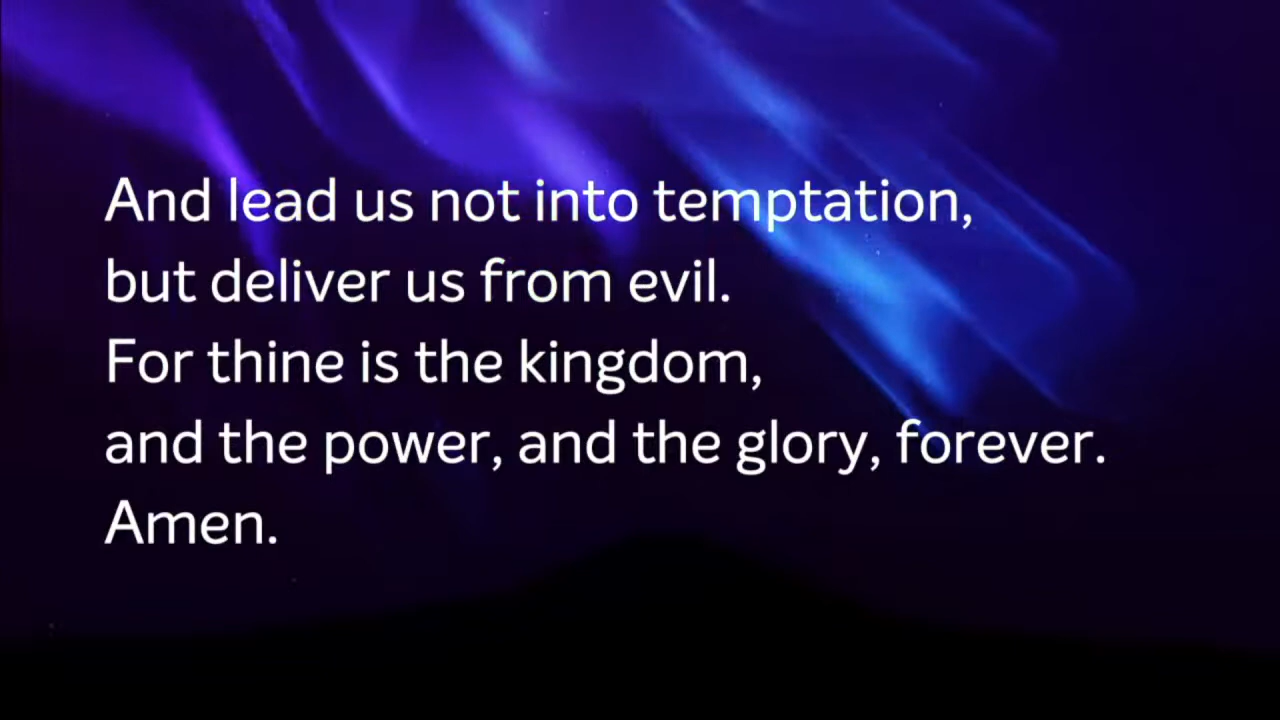 And lead us not into temptation,
but deliver us from evil.
For thine is the kingdom,
and the power, and the glory, forever.
Amen.